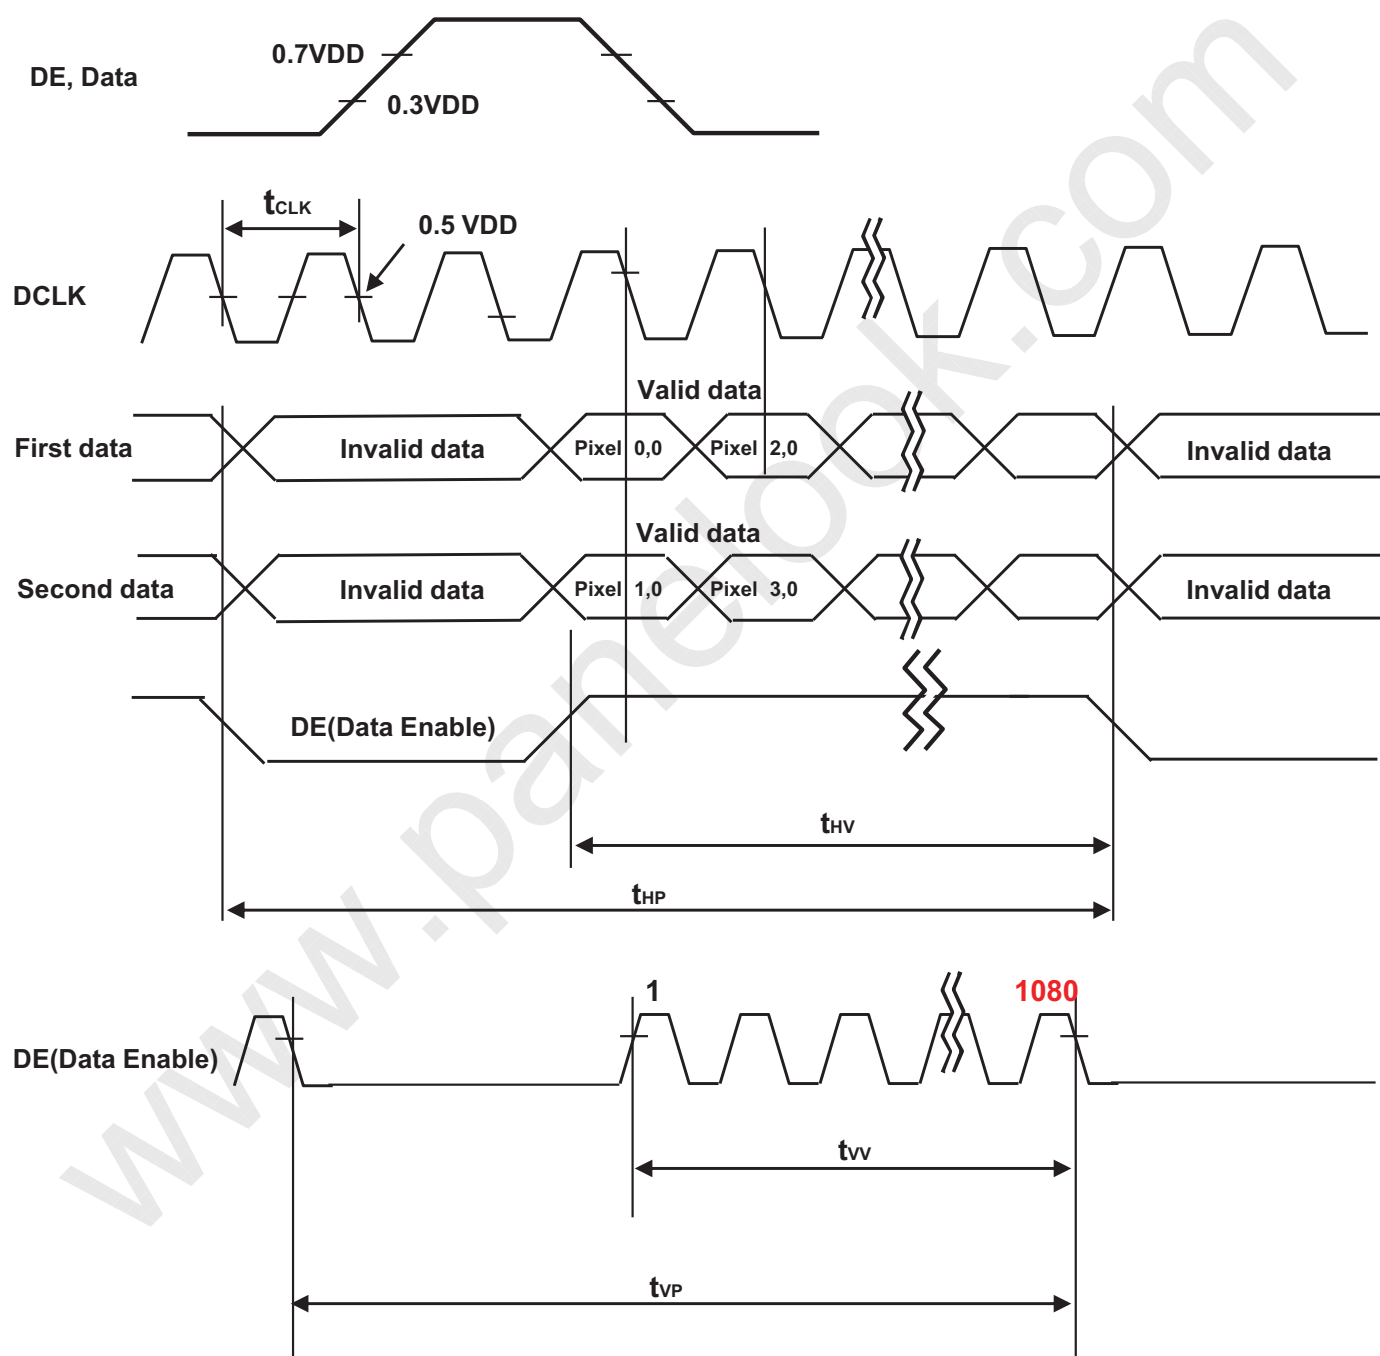 0.7VDD
DE, Data
0.3VDD
tCLK
0.5 VDD
DCLK
Valid data
First data
Invalid data
Pixel 0,0
Pixel 2,0
Invalid data
Valid data
Second data
Invalid data
Pixel 1,0
Pixel 3,0
Invalid data
DE(Data Enable)
tHV
tHP
1
1080
DE(Data Enable)
tVV
tVP
www.panelook.com